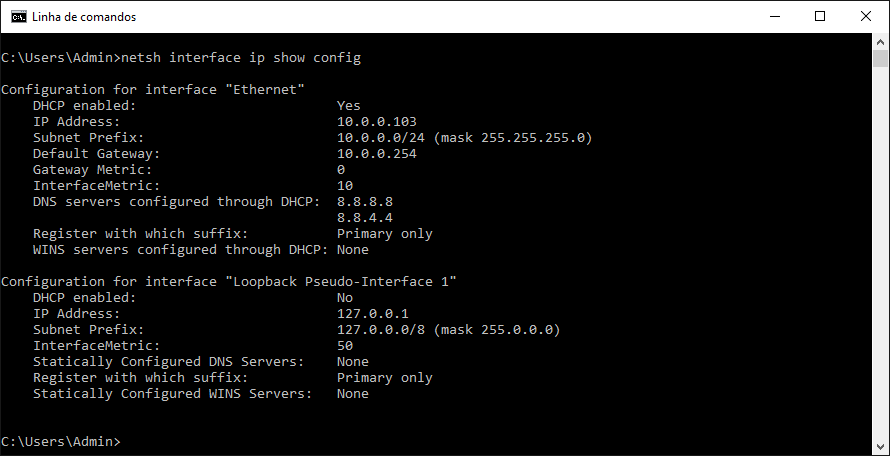 Linha de comandos
C:\Users\Admin>netsh interface ip show config
Configuration for interface "Ethernet"
DHCP enabled: Yes
IP Address: 10.0.0.103
Subnet Prefix: 10.0.0.0/24 (mask 255.255.255.0)
Default Gateway: 10.0.0.254
Gateway Metric: 0
InterfaceMetric: 10
DNS servers configured through DHCP: 8.8.8.8
8.8.4.4
Register with which suffix: Primary only
WINS servers configured through DHCP: None
Configuration for interface "Loopback Pseudo-Interface 1"
DHCP enabled: No
IP Address: 127.0.0.1
Subnet Prefix: 127.0.0.0/8 (mask 255.0.0.0)
InterfaceMetric: 50
Statically Configured DNS Servers: None
Register with which suffix: Primary only
Statically Configured WINS Servers: None
C:\Users\Admin>